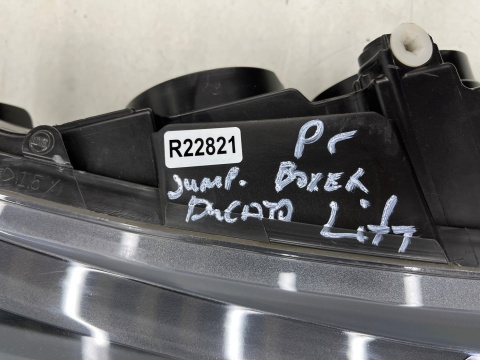 R22821
Pr
JUMP. BOXER
DUCATO Lift